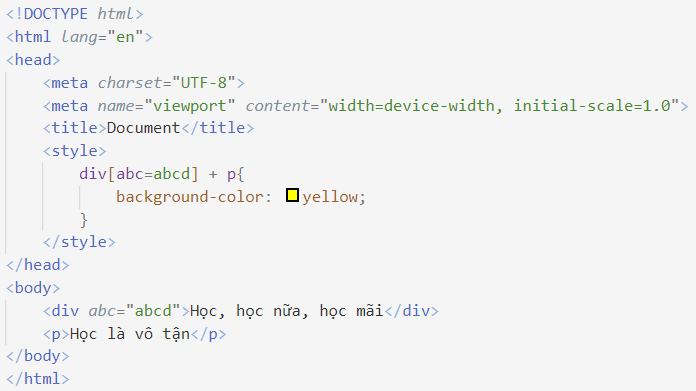 <!DOCTYPE html>
<html lang="en">
<head>
    <meta charset="UTF-8">
    <meta name="viewport" content="width=device-width, initial-scale=1.0">
    <title>Document</title>
    <style>
        div[abc=abcd] + p{
            background-color: yellow;
        }
    </style>
</head>
<body>
    <div abc="abcd">Học, học nữa, học mãi</div>
    <p>Học là vô tận</p>
</body>
</html>